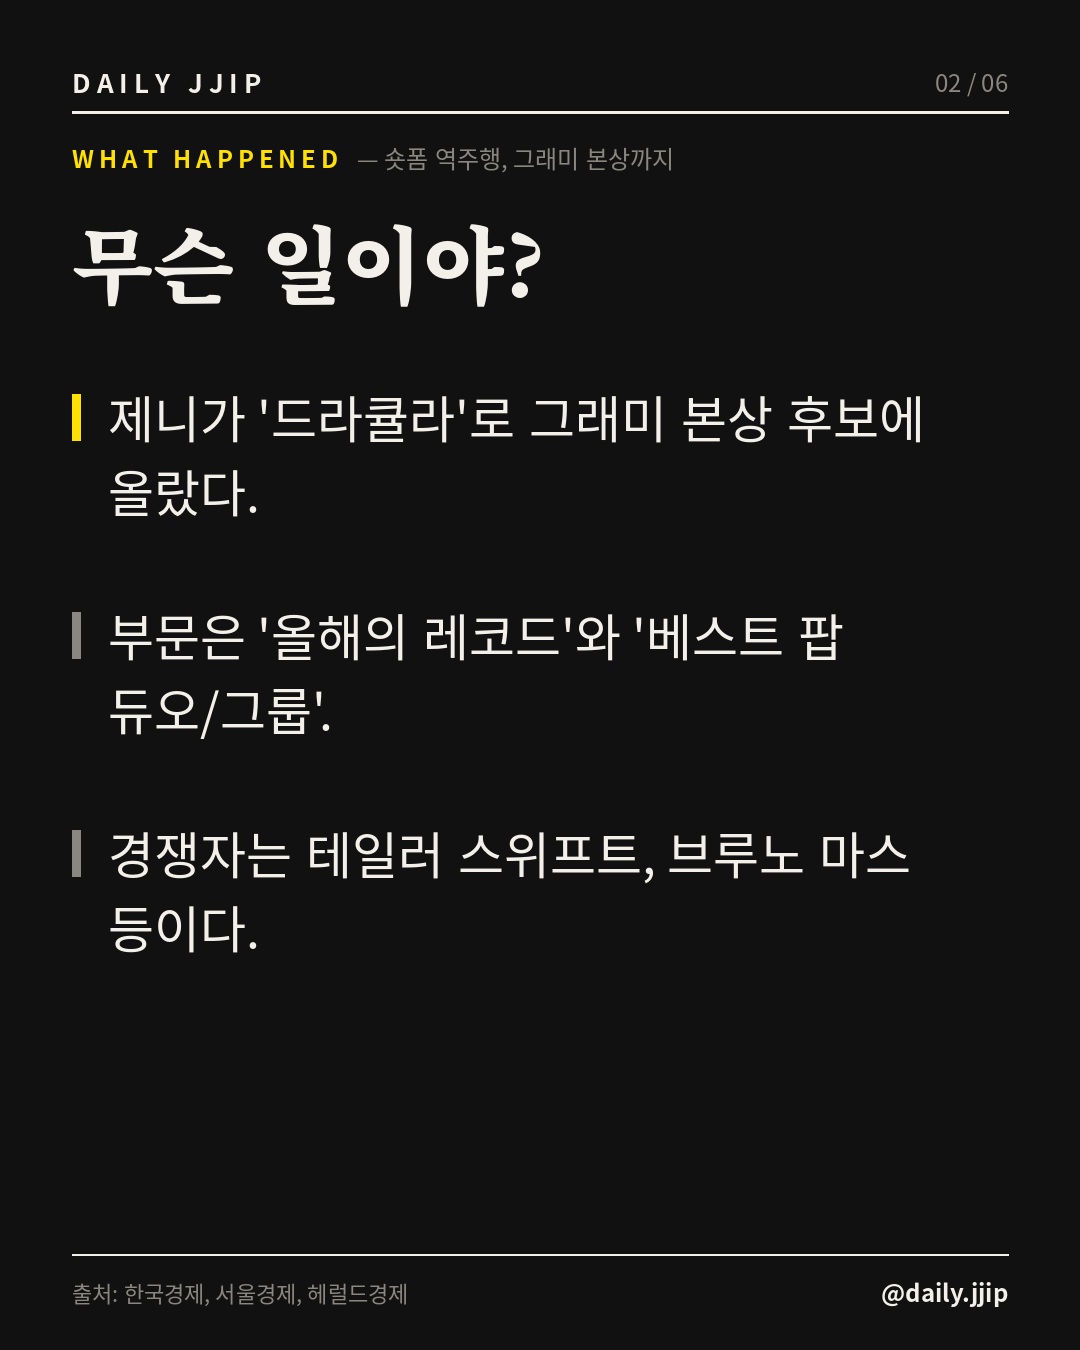 DAILY JJIP
02 / 06
WHAT HAPPENED — 숏폼 역주행, 그래미 본상까지
무슨 일이야?
제니가 '드라큘라'로 그래미 본상 후보에
올랐다.
부문은 '올해의 레코드'와 '베스트 팝
듀오/그룹'.
경쟁자는 테일러 스위프트, 브루노 마스
등이다.
출처: 한국경제, 서울경제, 헤럴드경제
@daily.jjip